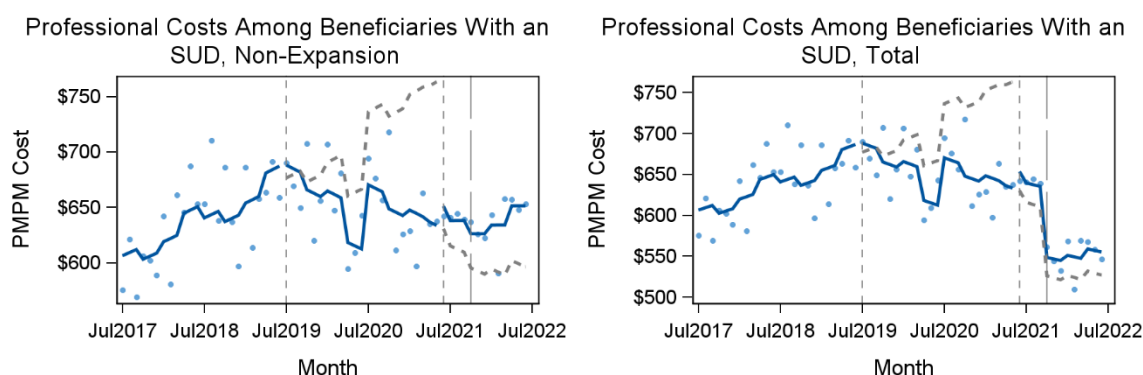 Professional Costs Among Beneficiaries With an
SUD, Non-Expansion
$750
$700
$650
$600
PMPM Cost
Jul2017 Jul2018 Jul2019 Jul2020 Jul2021 Jul2022
Month
Professional Costs Among Beneficiaries With an
SUD, Total
$750
$700
$650
$600
$550
$500
PMPM Cost
Jul2017 Jul2018 Jul2019 Jul2020 Jul2021 Jul2022
Month